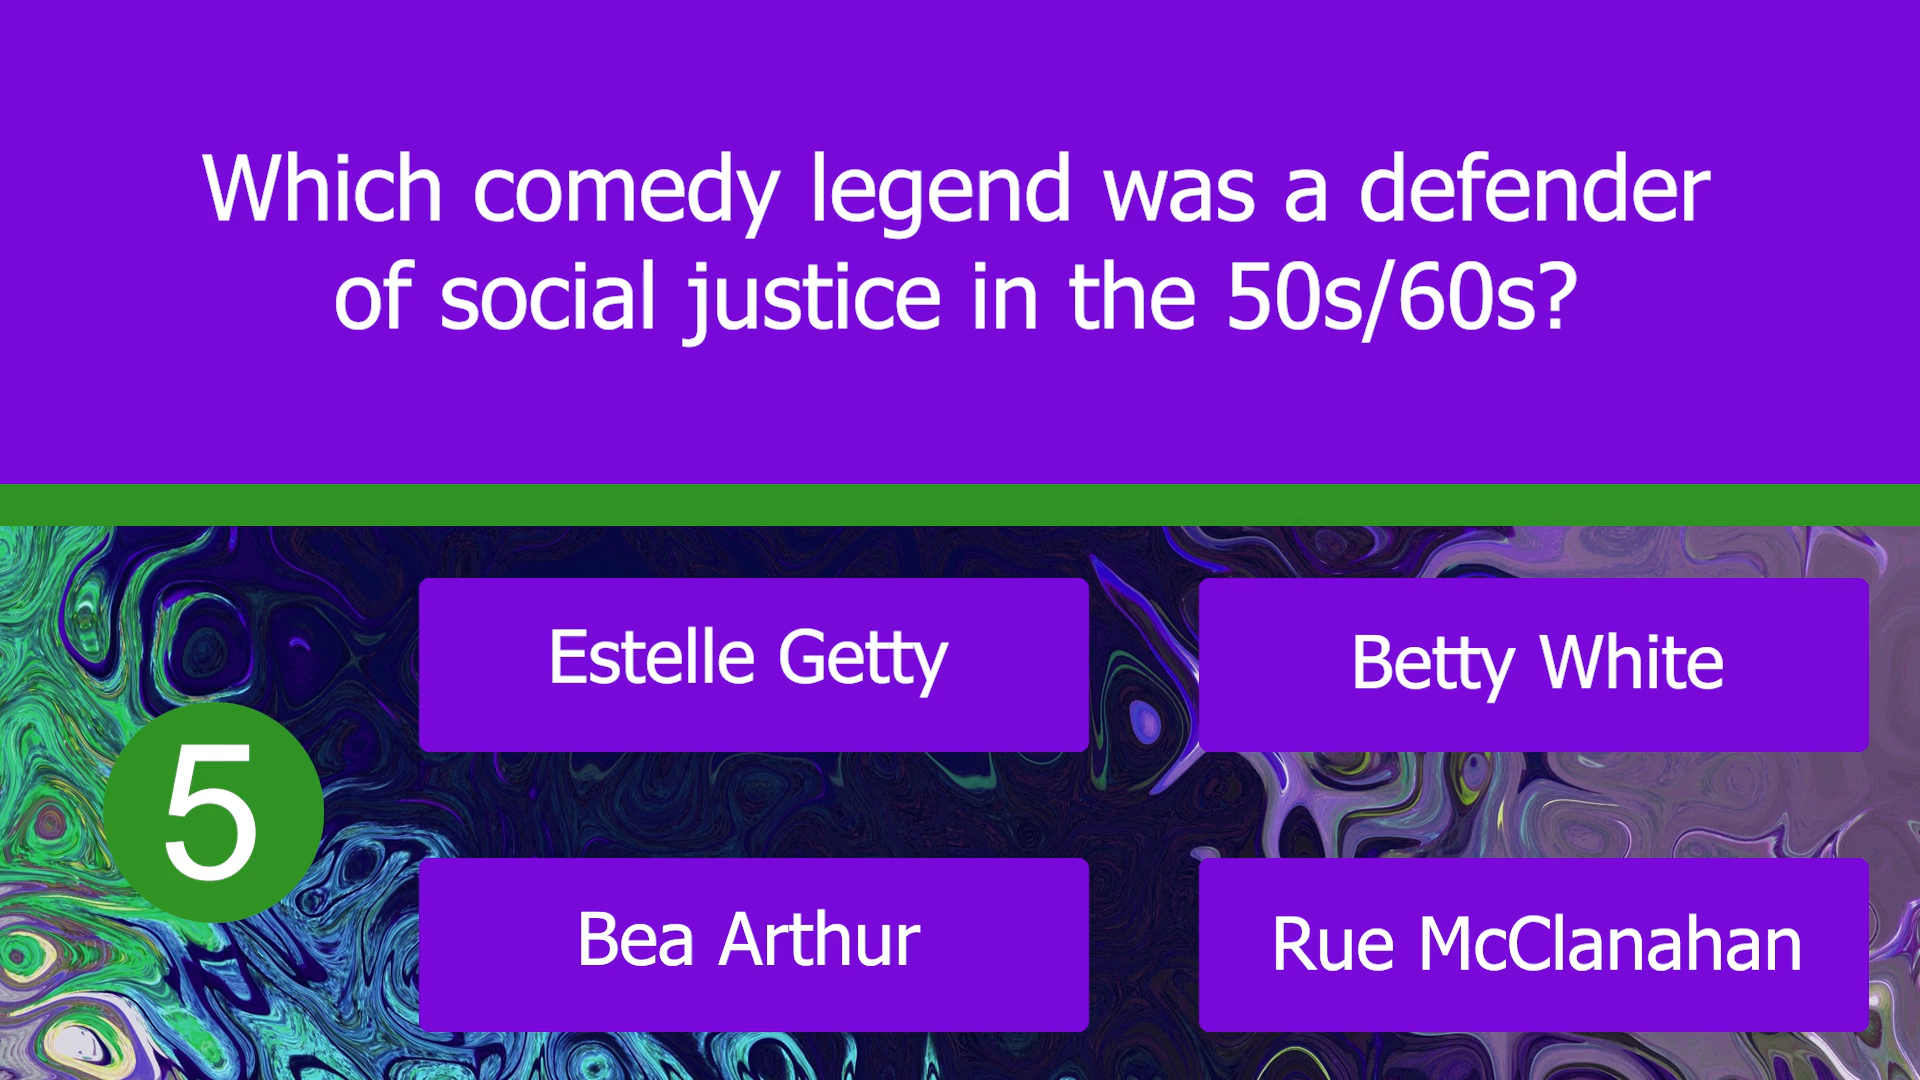 Which comedy legend was a defender
of social justice in the 50s/60s?
Estelle Getty
Betty White
5
Bea Arthur
Rue McClanahan